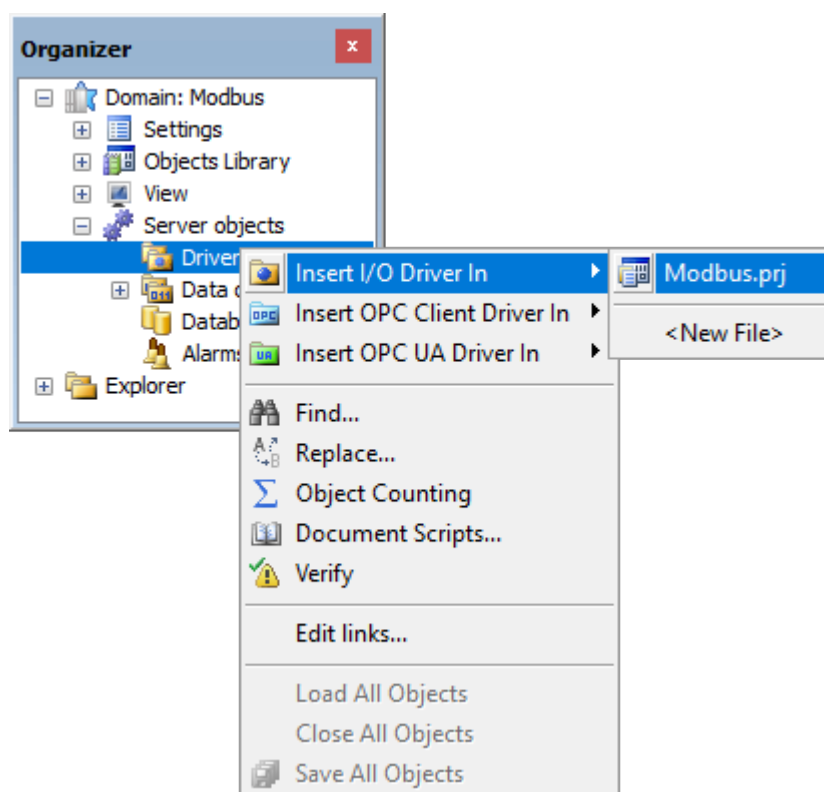 Organizer
x
Domain: Modbus
Settings
Objects Library
View
Server objects
Driver
Data
Datab
Alarms
Explorer
Insert I/O Driver In
Insert OPC Client Driver In
Insert OPC UA Driver In
Find...
Replace...
Object Counting
Document Scripts...
Verify
Edit links...
Load All Objects
Close All Objects
Save All Objects
Modbus.prj
<New File>